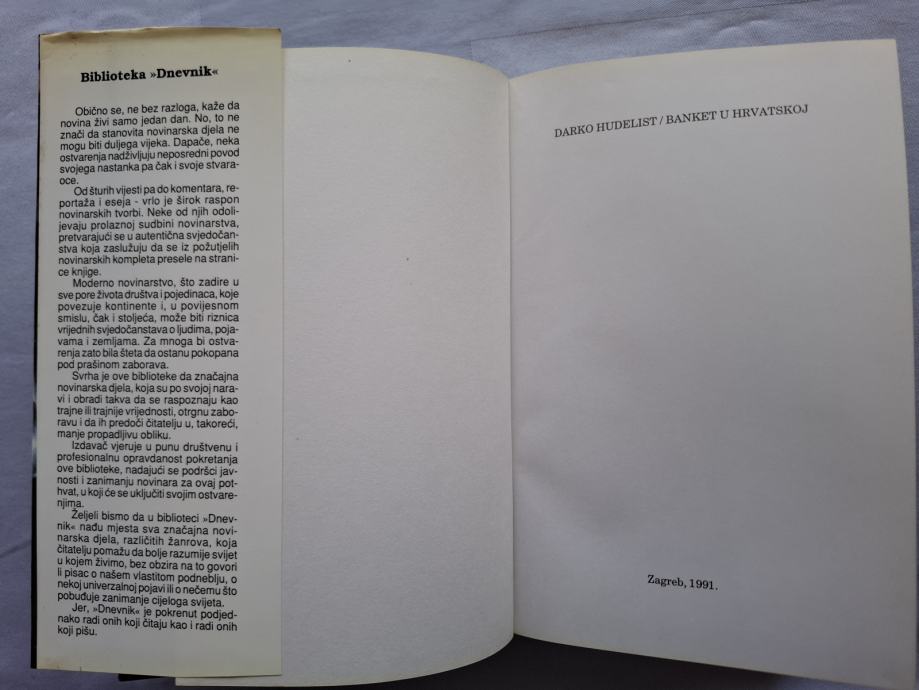 Biblioteka »Dnevnik«
Obično se, ne bez razloga, kaže da
novina živi samo jedan dan. No, to ne
znači da stanovita novinarska djela ne
mogu biti duljega vijeka. Dapače, neka
ostvarenja nadživljuju neposredni povod
svojega nastanka pa čak i svoje stvara-
oce.
Od šturih vijesti pa do komentara, re-
portaža i eseja - vrlo je širok raspon
novinarskih tvorbi. Neke od njih odoli-
jevaju prolaznoj sudbini novinarstva,
pretvarajući se u autentična svjedočan-
stva koja zaslužuju da se iz požutjelih
novinarskih kompleta presele na strani-
ce knjige.
Moderno novinarstvo, što zadire u
sve pore života društva i pojedinaca, koje
povezuje kontinente i, u povijesnom
smislu, čak i stoljeća, može biti riznica
vrijednih svjedočanstava o ljudima, poja-
vama i zemljama. Za mnoga bi ostva-
renja zato bila šteta da ostanu pokopana
pod prašinom zaborava.
Svrha je ove biblioteke da značajna
novinarska djela, koja su po svojoj nara-
vi i obradi takva da se raspoznaju kao
trajne ili trajnije vrijednosti, otrgnu zabo-
ravu i da ih predoči čitatelju u, takoreći,
manje propadljivu obliku.
Izdavač vjeruje u punu društvenu i
profesionalnu opravdanost pokretanja
ove biblioteke, nadajući se podršci jav-
nosti i zanimanju novinara za ovaj pot-
hvat, u koji će se uključiti svojim ostvare-
njima.
Željeli bismo da u biblioteci »Dnev-
nik« nađu mjesta sva značajna novi-
narska djela, različitih žanrova, koja
čitatelju pomažu da bolje razumije svijet
u kojem živimo, bez obzira na to govori
li pisac o našem vlastitom podneblju, o
nekoj univerzalnoj pojavi ili o nečemu što
pobuđuje zanimanje cijeloga svijeta.
Jer, »Dnevnik« je pokrenut podjed-
nako radi onih koji čitaju kao i radi onih
koji pišu.
DARKO HUDELIST / BANKET U HRVATSKOJ
Zagreb, 1991.